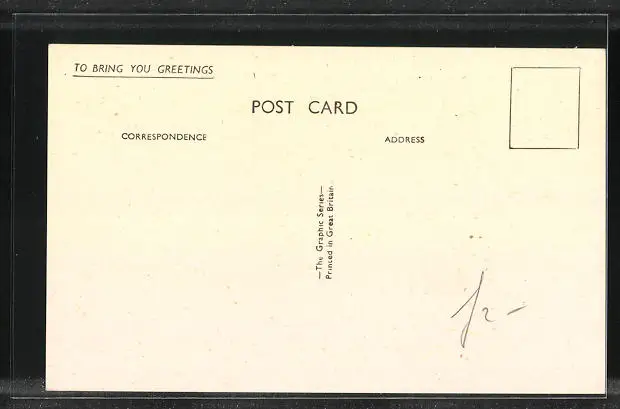 TO BRING YOU GREETINGS
POST CARD
CORRESPONDENCE
ADDRESS
—The Graphic Series—
Printed in Great Britain.